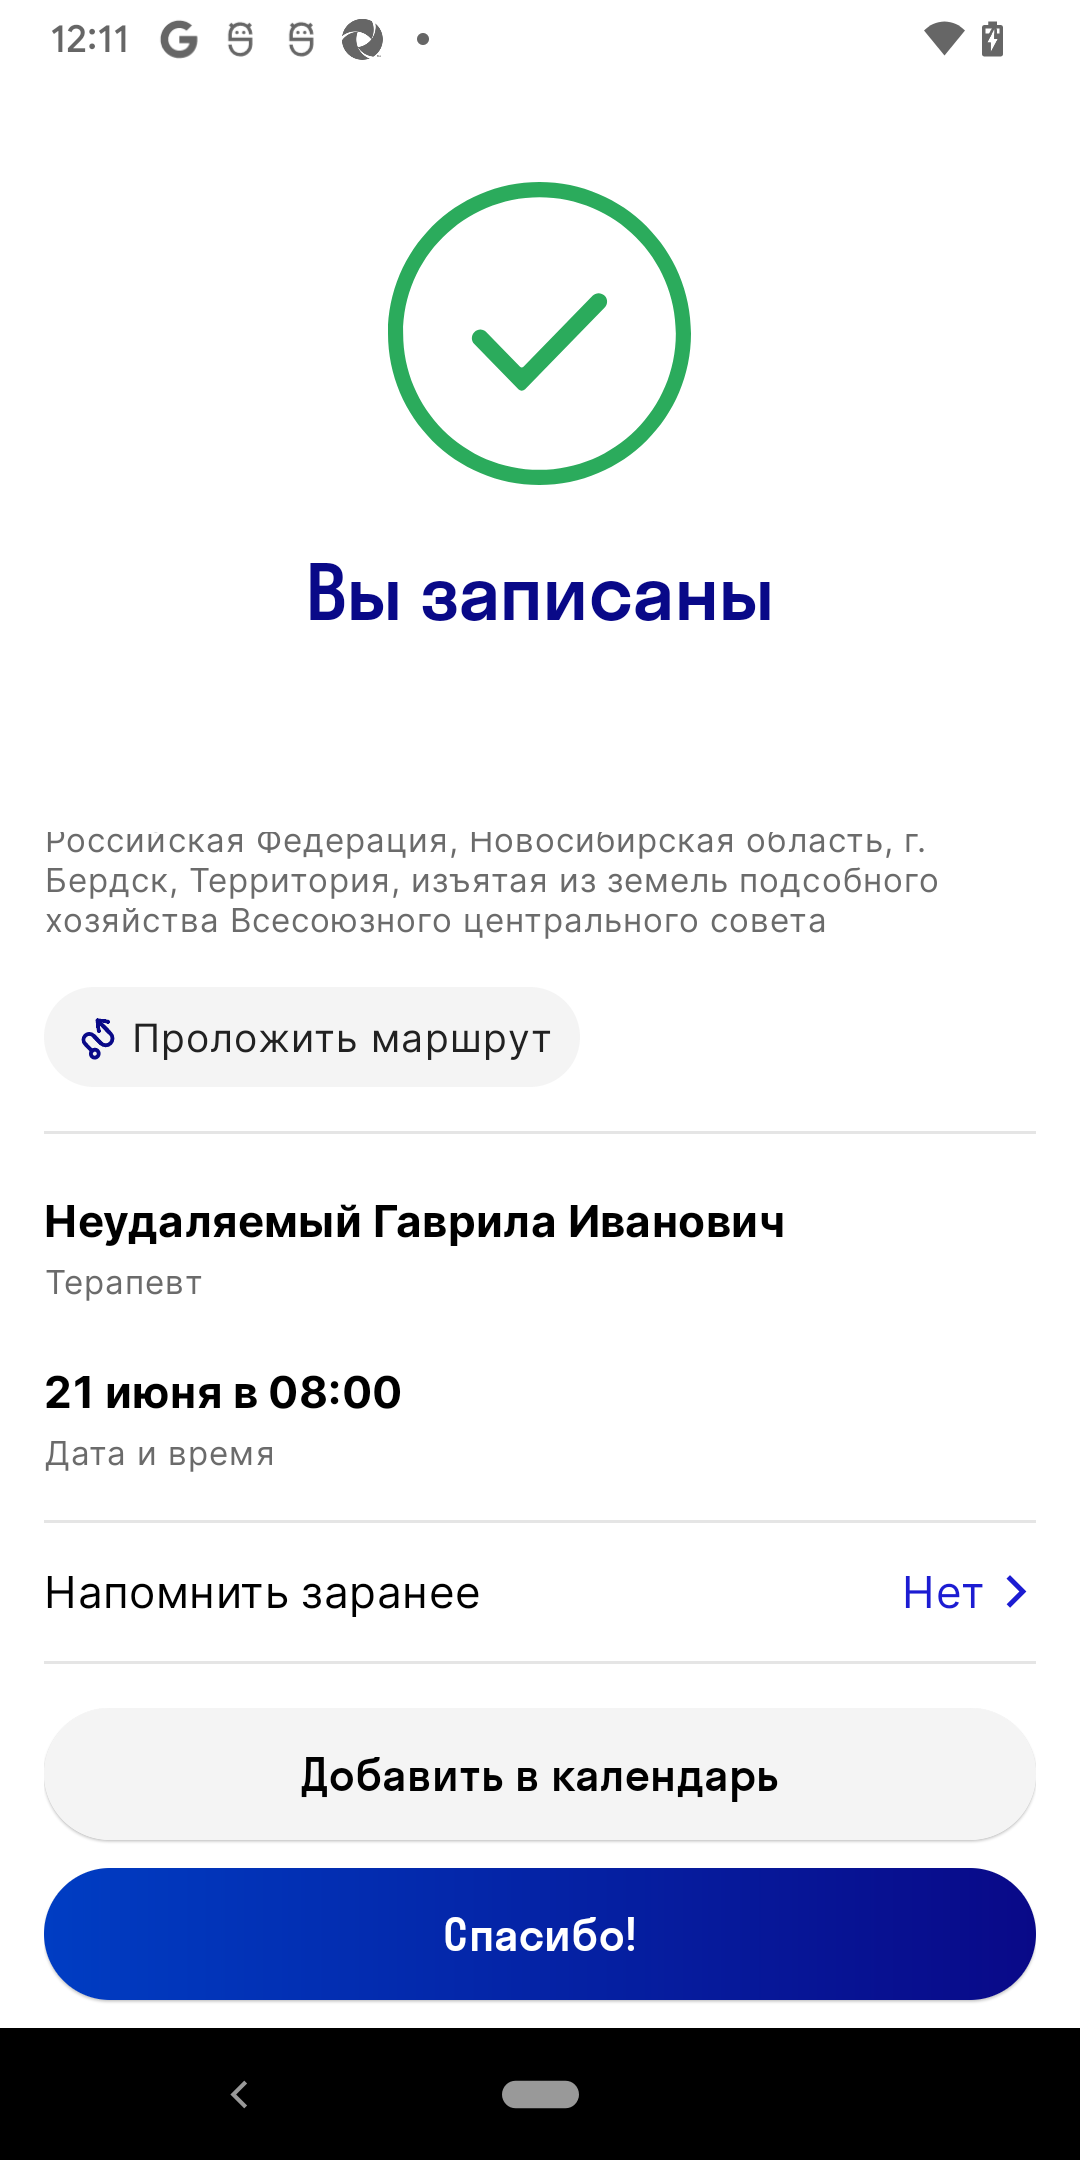 12:11
Вы записаны
Российская Федерация, Новосибирская область, г.
Бердск, Территория, изъятая из земель подсобного
хозяйства Всесоюзного центрального совета
Проложить маршрут
Неудаляемый Гаврила Иванович
Терапевт
21 июня в 08:00
Дата и время
Напомнить заранее Нет
Добавить в календарь
Спасибо!